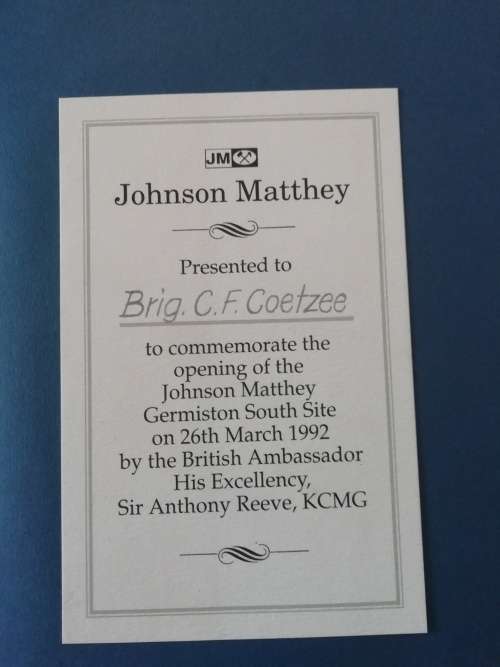 JM
Johnson Matthey
Presented to
Brig. C.F. Coetzee
to commemorate the
opening of the
Johnson Matthey
Germiston South Site
on 26th March 1992
by the British Ambassador
His Excellency,
Sir Anthony Reeve, KCMG